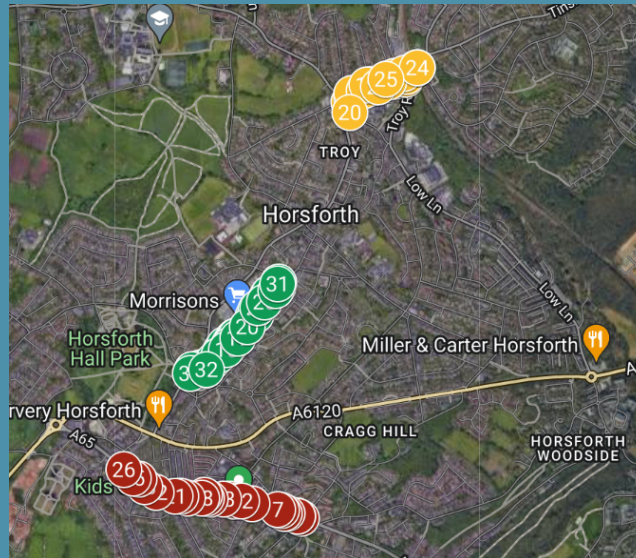 Tins
25
24
20
Troy R
TROY
Low Ln
Horsforth
31
Morrisons
Low Ln
Horsforth
Hall Park
32
Miller & Carter Horsforth
rvery Horsforth
A6120
A
A65
CRAGG HILL
HORSFORTH
WOODSIDE
26
Kids
7